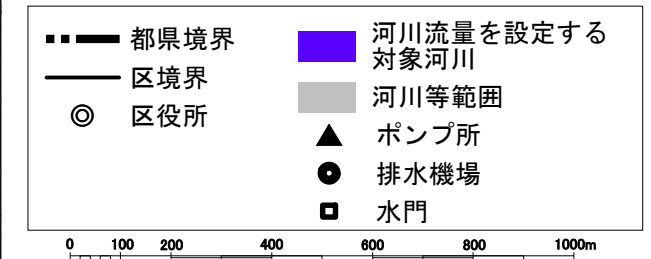 都県境界
区境界
区役所
河川流量を設定する
対象河川
河川等範囲
ポンプ所
排水機場
水門
0 100 200 400 600 800 1000m